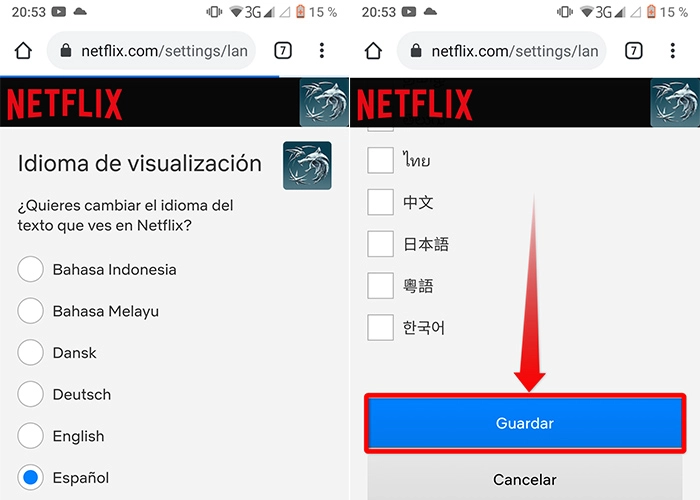 20:53 3G 15 %
netflix.com/settings/lan 7
NETFLIX
Idioma de visualización
¿Quieres cambiar el idioma del
texto que ves en Netflix?
Bahasa Indonesia
Bahasa Melayu
Dansk
Deutsch
English
Español
20:53 3G 15 %
netflix.com/settings/lan 7
NETFLIX
ไทย
中文
日本語
粵語
한국어
Guardar
Cancelar